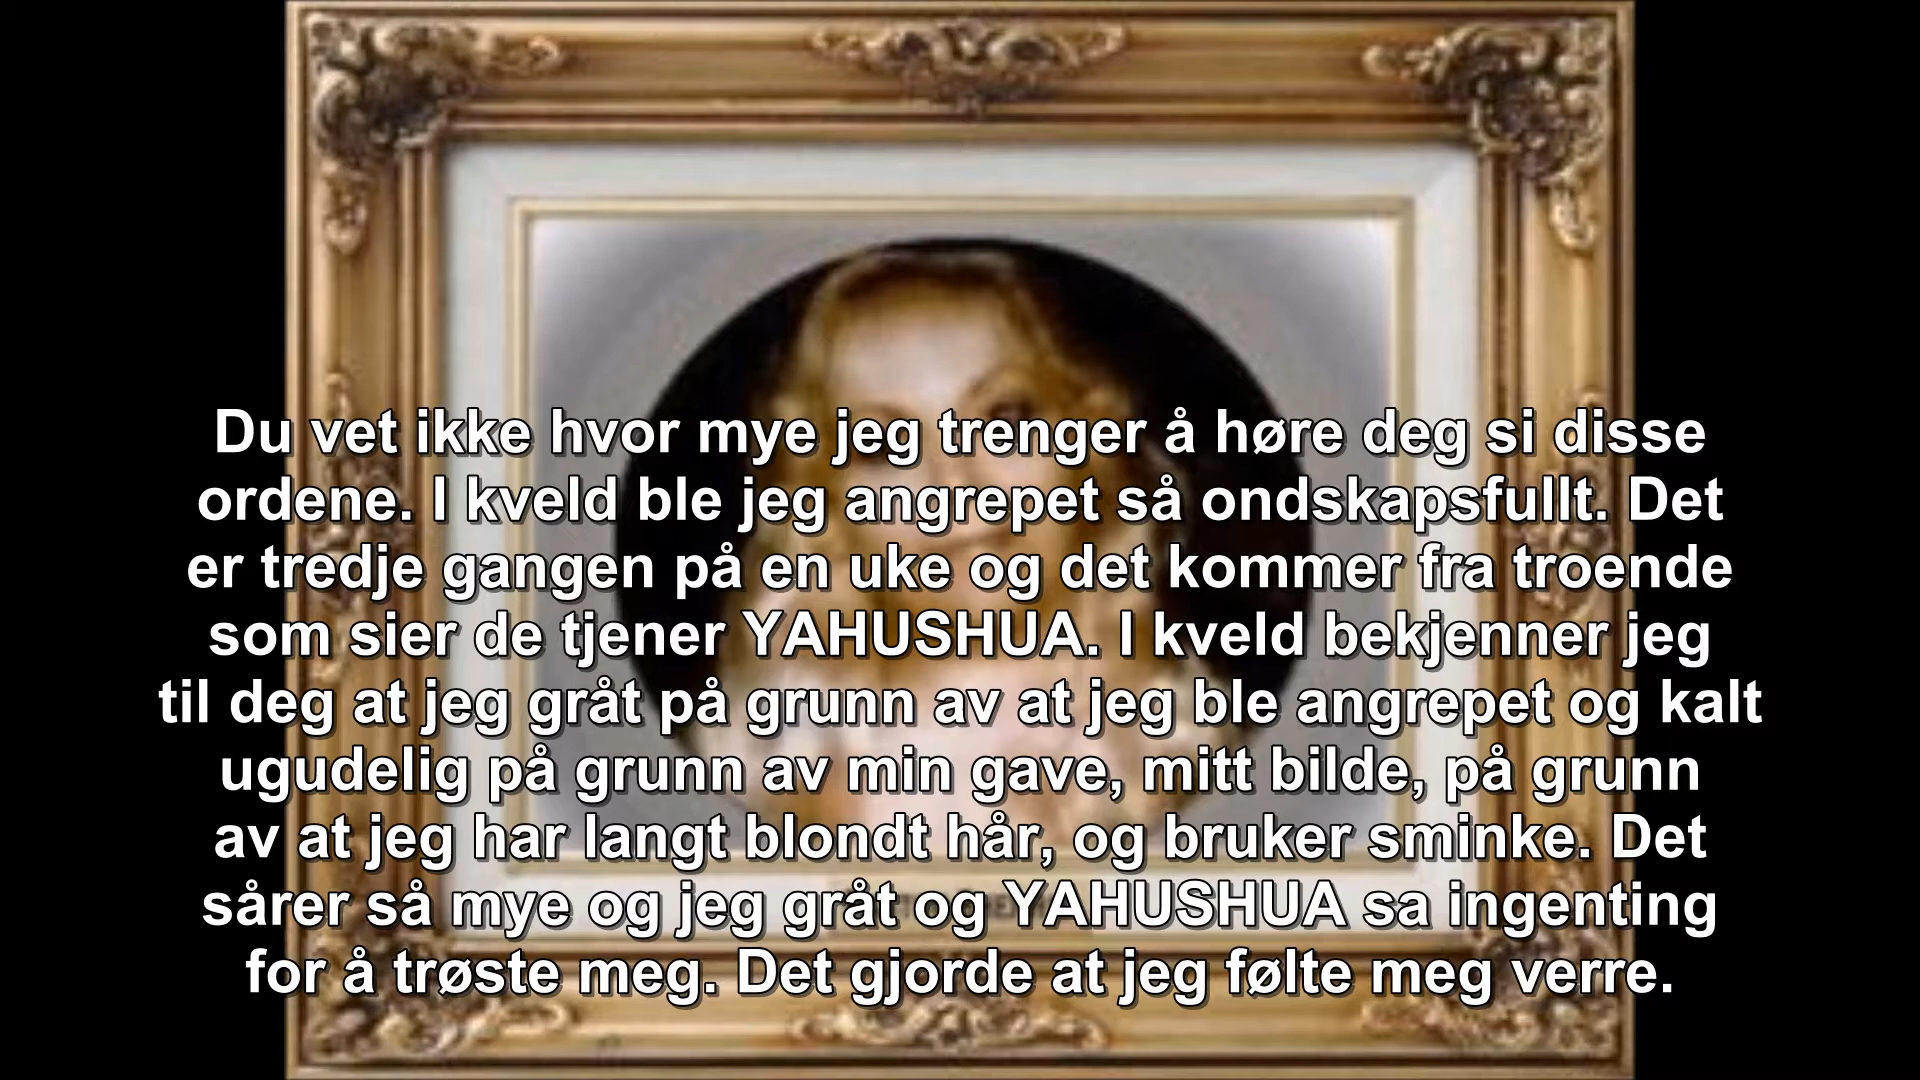 Du vet ikke hvor mye jeg trenger å høre deg si disse
ordene. I kveld ble jeg angrepet så ondskapsfullt. Det
er tredje gangen på en uke og det kommer fra troende
som sier de tjener YAHUSHUA. I kveld bekjenner jeg
til deg at jeg gråt på grunn av at jeg ble angrepet og kalt
ugudelig på grunn av min gave, mitt bilde, på grunn
av at jeg har langt blondt hår, og bruker sminke. Det
sårer så mye og jeg gråt og YAHUSHUA sa ingenting
for å trøste meg. Det gjorde at jeg følte meg verre.